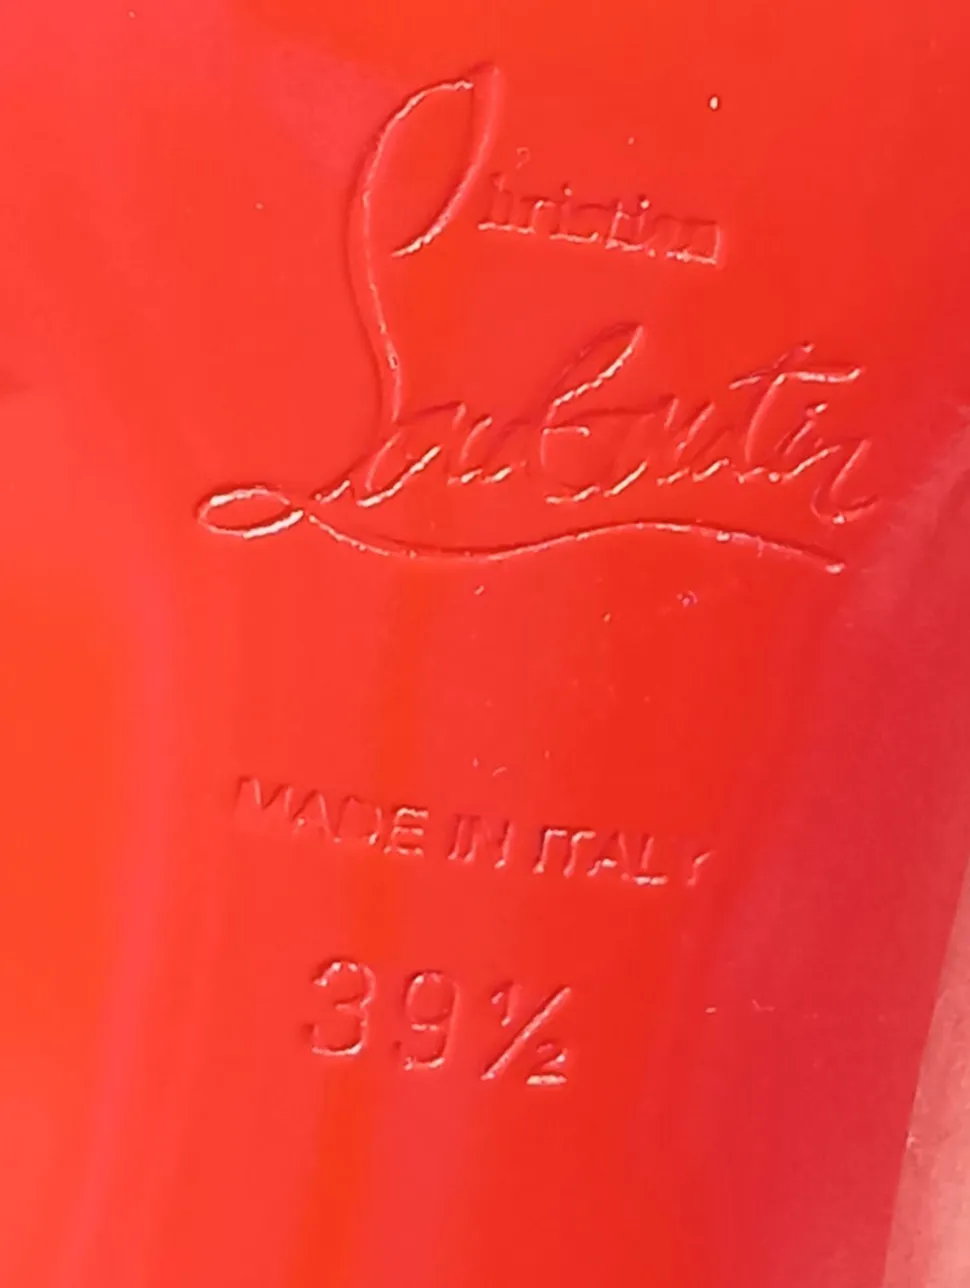 Christian
Louboutin
MADE IN ITALY
39½